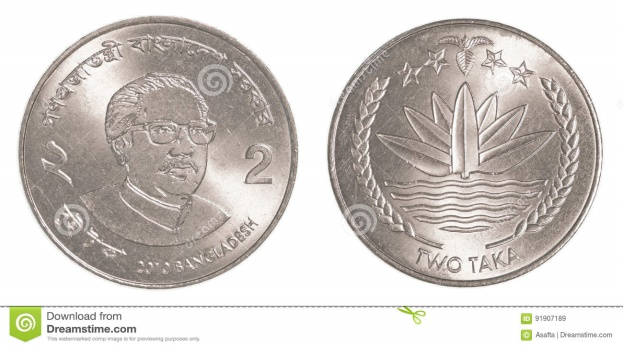 গণপ্রজাতন্ত্রী বাংলাদেশ সরকার
২
2
2010 BANGLADESH
TWO TAKA
dreamstime
Download from
Dreamstime.com
This watermarked comp image is for previewing purposes only.
91907189
Asafta | Dreamstime.com